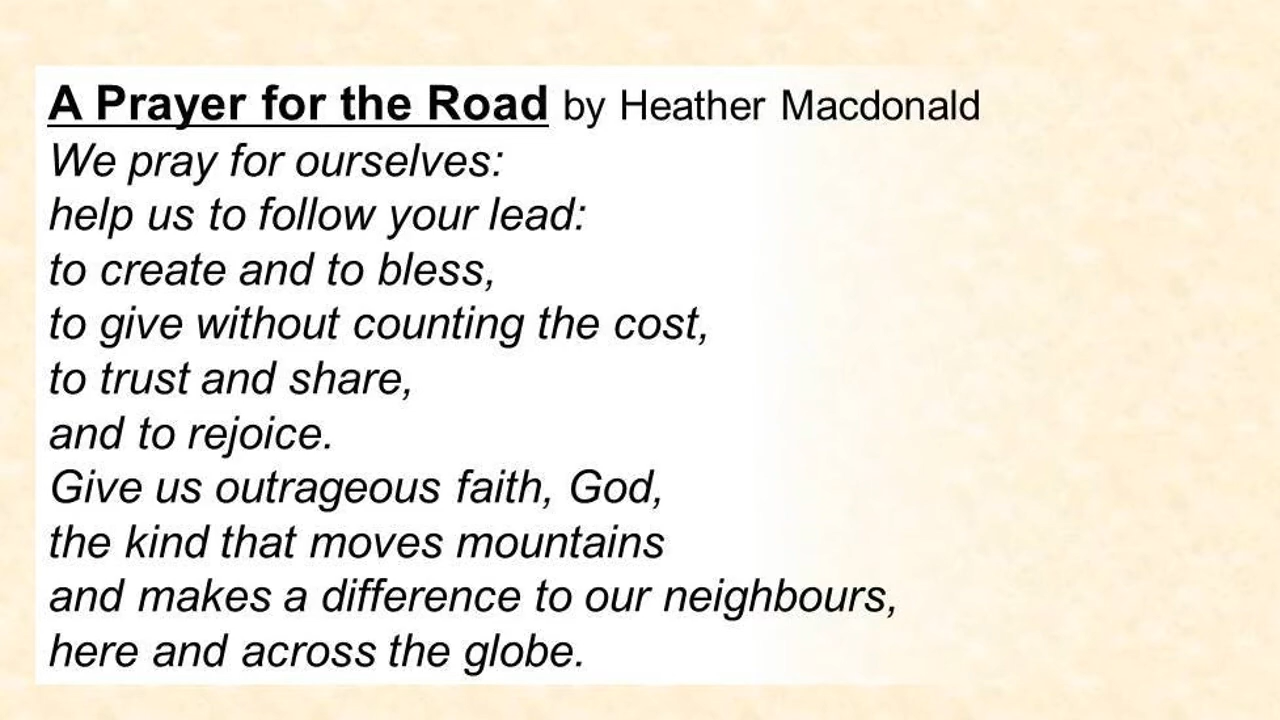 A Prayer for the Road by Heather Macdonald
We pray for ourselves:
help us to follow your lead:
to create and to bless,
to give without counting the cost,
to trust and share,
and to rejoice.
Give us outrageous faith, God,
the kind that moves mountains
and makes a difference to our neighbours,
here and across the globe.